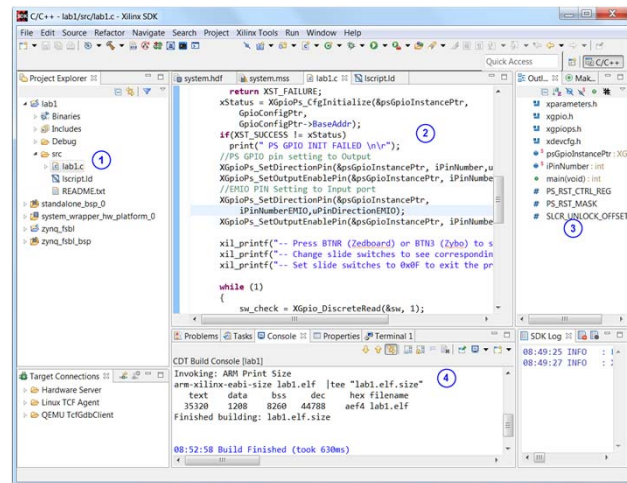 C/C++ - lab1/src/lab1.c - Xilinx SDK
File Edit Source Refactor Navigate Search Project Xilinx Tools Run Window Help
Quick Access
C/C++
Project Explorer
lab1
Binaries
Includes
Debug
src
lab1.c
lscript.ld
README.txt
standalone_bsp_0
system_wrapper_hw_platform_0
zynq_fsbl
zynq_fsbl_bsp
1
system.hdf
system.mss
lab1.c
lscript.ld
return XST_FAILURE;
xStatus = XGpioPs_CfgInitialize(&psGpioInstancePtr,
GpioConfigPtr,
GpioConfigPtr->BaseAddr);
if(XST_SUCCESS != xStatus)
print(" PS GPIO INIT FAILED \n\r");
//PS GPIO pin setting to Output
XGpioPs_SetDirectionPin(&psGpioInstancePtr, iPinNumber,u
XGpioPs_SetOutputEnablePin(&psGpioInstancePtr, iPinNumbe
//EMIO PIN Setting to Input port
XGpioPs_SetDirectionPin(&psGpioInstancePtr,
iPinNumberEMIO,uPinDirectionEMIO);
XGpioPs_SetOutputEnablePin(&psGpioInstancePtr, iPinNumbe
xil_printf("-- Press BTNR (Zedboard) or BTN3 (Zybo) to s
xil_printf("-- Change slide switches to see correspondin
xil_printf("-- Set slide switches to 0x0F to exit the pr
while (1)
{
sw_check = XGpio_DiscreteRead(&sw, 1);
2
Outl...
Mak...
xparameters.h
xgpio.h
xgpiops.h
xdevcfg.h
psGpioInstancePtr : XG
iPinNumber : int
main(void) : int
PS_RST_CTRL_REG
PS_RST_MASK
SLCR_UNLOCK_OFFSET
3
Target Connections
Hardware Server
Linux TCF Agent
QEMU TcfGdbClient
Problems
Tasks
Console
Properties
Terminal 1
CDT Build Console [lab1]
Invoking: ARM Print Size
arm-xilinx-eabi-size lab1.elf |tee "lab1.elf.size"
text data bss dec hex filename
35320 1208 8260 44788 aef4 lab1.elf
Finished building: lab1.elf.size
08:52:58 Build Finished (took 630ms)
4
SDK Log
08:49:25 INFO :
08:49:27 INFO :